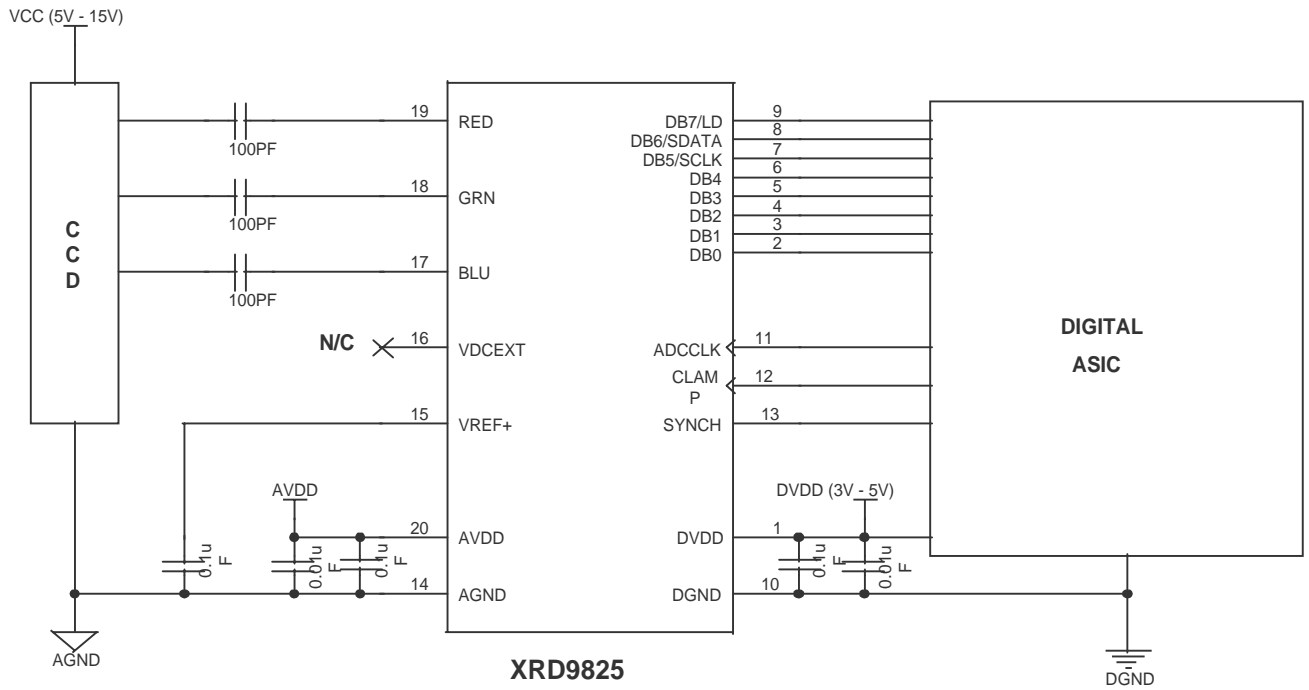 VCC (5V - 15V)
C
C
D
100PF
100PF
100PF
19
RED
18
GRN
17
BLU
N/C
16
VDCEXT
15
VREF+
AVDD
20
AVDD
14
AGND
0.1u
F
0.01u
F
0.1u
F
AGND
DB7/LD
9
DB6/SDATA
8
DB5/SCLK
7
DB4
6
DB3
5
DB2
4
DB1
3
DB0
2
ADCCLK
11
CLAM
P
12
SYNCH
13
DVDD (3V - 5V)
DVDD
1
DGND
10
0.1u
F
0.01u
F
DIGITAL
ASIC
DGND
XRD9825